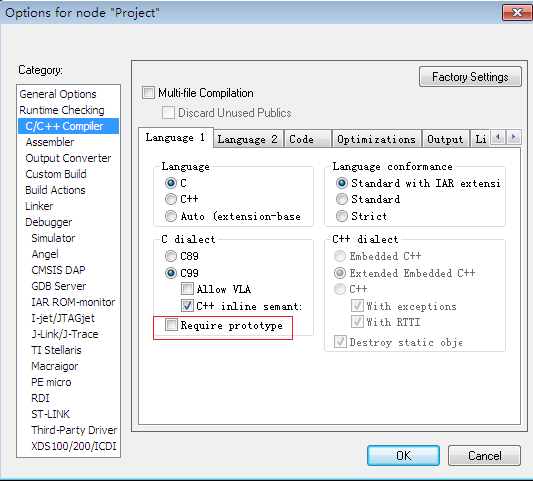 Options for node "Project"
Category:
General Options
Runtime Checking
C/C++ Compiler
Assembler
Output Converter
Custom Build
Build Actions
Linker
Debugger
Simulator
Angel
CMSIS DAP
GDB Server
IAR ROM-monitor
I-jet/JTAGjet
J-Link/J-Trace
TI Stellaris
Macraigor
PE micro
RDI
ST-LINK
Third-Party Driver
XDS100/200/ICDI
Factory Settings
Multi-file Compilation
Discard Unused Publics
Language 1 Language 2 Code Optimizations Output Li
Language
C
C++
Auto (extension-base
Language conformance
Standard with IAR extensi
Standard
Strict
C dialect
C89
C99
Allow VLA
C++ inline semant:
Require prototype
C++ dialect
Embedded C++
Extended Embedded C++
C++
With exceptions
With RTTI
Destroy static obje
OK Cancel